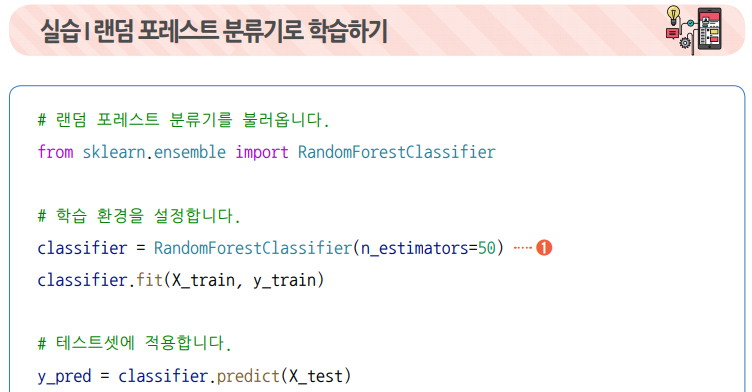 실습 | 랜덤 포레스트 분류기로 학습하기
# 랜덤 포레스트 분류기를 불러옵니다.
from sklearn.ensemble import RandomForestClassifier
# 학습 환경을 설정합니다.
classifier = RandomForestClassifier(n_estimators=50) ····· ❶
classifier.fit(X_train, y_train)
# 테스트셋에 적용합니다.
y_pred = classifier.predict(X_test)